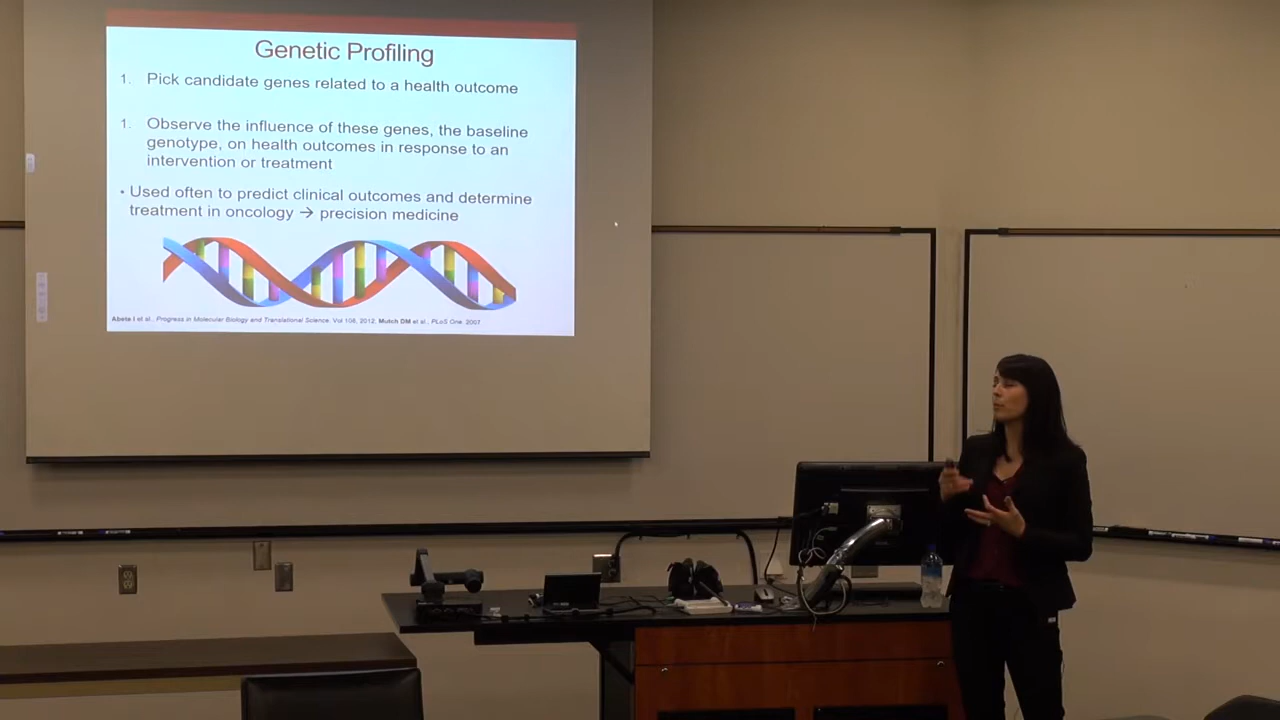 Genetic Profiling
1. Pick candidate genes related to a health outcome
1. Observe the influence of these genes, the baseline
genotype, on health outcomes in response to an
intervention or treatment
• Used often to predict clinical outcomes and determine
treatment in oncology → precision medicine
Abete I et al., Progress in Molecular Biology and Translational Science. Vol 108, 2012; Mutch DM et al., PLoS One. 2007